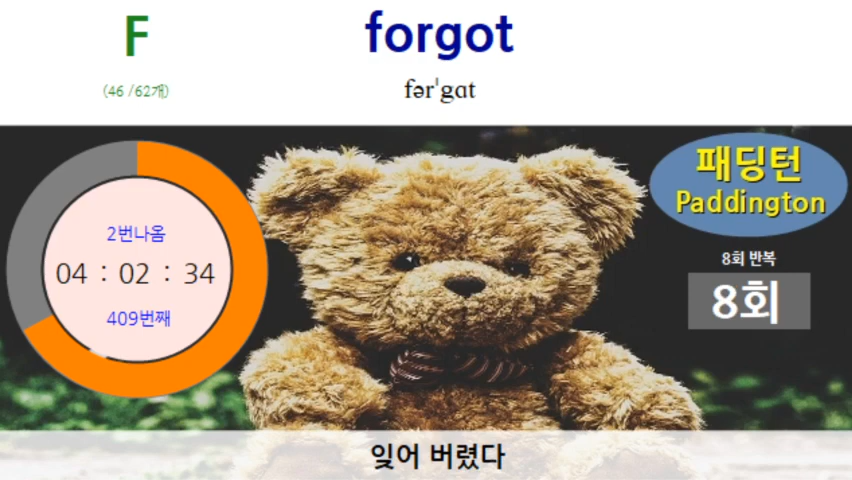 F
forgot
(46 /62개)
fərˈgɑt
패딩턴
Paddington
2번나옴
04 : 02 : 34
409번째
8회 반복
8회
잊어 버렸다